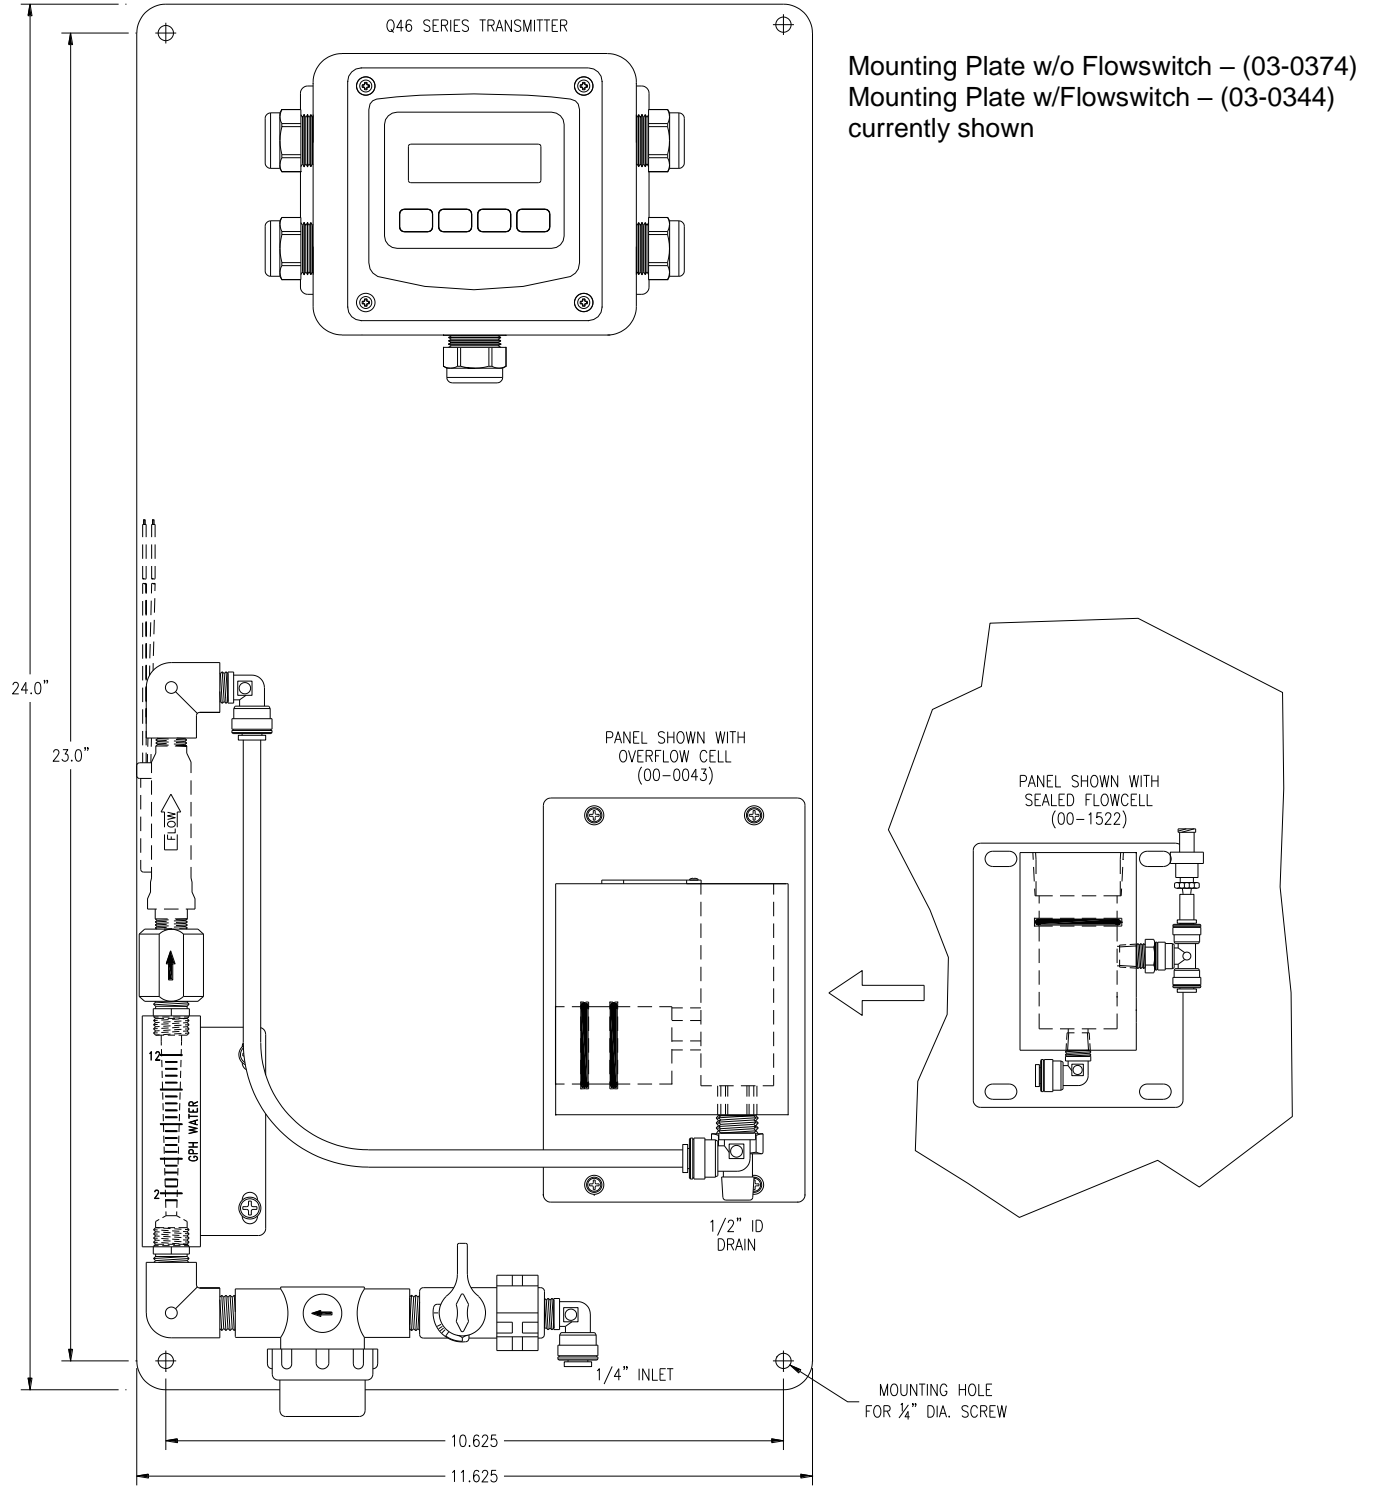 Q46 SERIES TRANSMITTER
Mounting Plate w/o Flowswitch – (03-0374)
Mounting Plate w/Flowswitch – (03-0344)
currently shown
24.0”
23.0”
PANEL SHOWN WITH
OVERFLOW CELL
(00-0043)
PANEL SHOWN WITH
SEALED FLOWCELL
(00-1522)
FLOW
12
GPH WATER
2
1/2” ID
DRAIN
1/4” INLET
MOUNTING HOLE
FOR ¼” DIA. SCREW
10.625
11.625